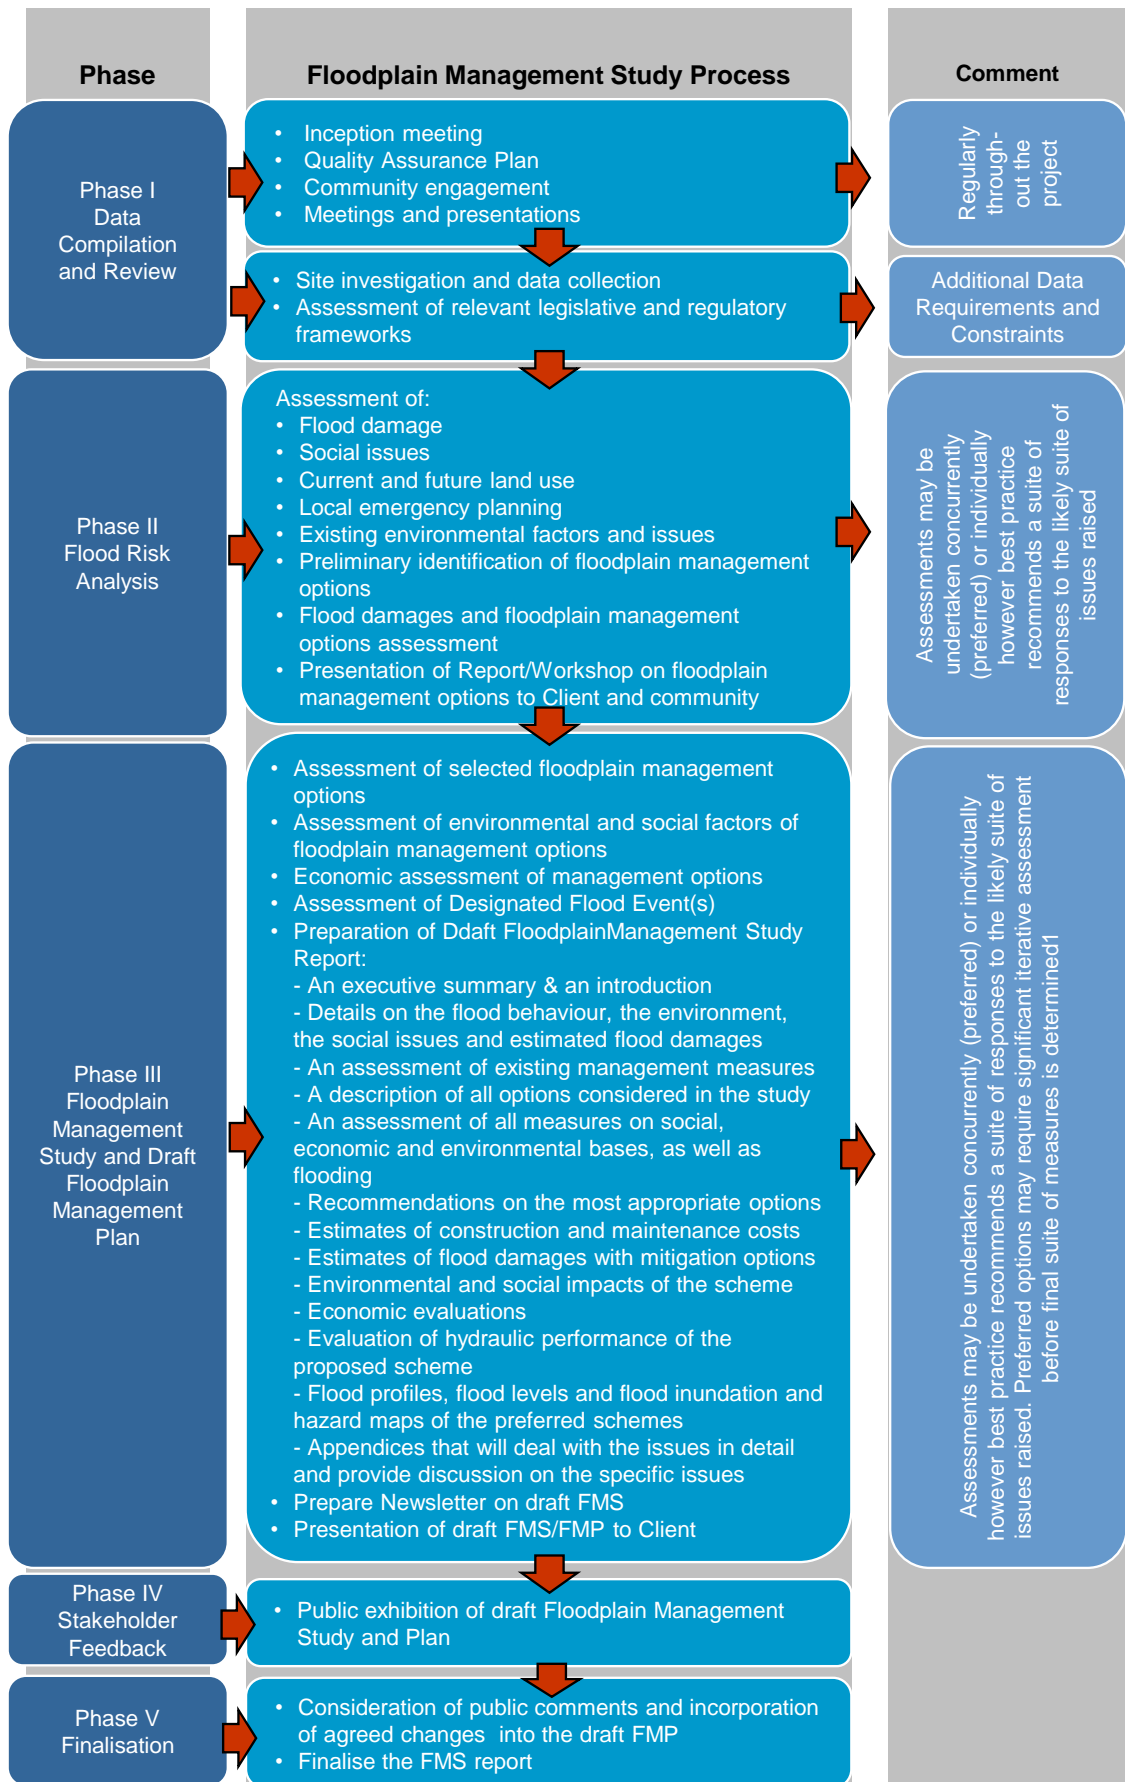 Phase
Floodplain Management Study Process
Comment
Phase I
Data
Compilation
and Review
• Inception meeting
• Quality Assurance Plan
• Community engagement
• Meetings and presentations
Regularly
through-
out the
project
• Site investigation and data collection
• Assessment of relevant legislative and regulatory
frameworks
Additional Data
Requirements and
Constraints
Phase II
Flood Risk
Analysis
Assessment of:
• Flood damage
• Social issues
• Current and future land use
• Local emergency planning
• Existing environmental factors and issues
• Preliminary identification of floodplain management
options
• Flood damages and floodplain management
options assessment
• Presentation of Report/Workshop on floodplain
management options to Client and community
Assessments may be
undertaken concurrently
(preferred) or individually
however best practice
recommends a suite of
responses to the likely suite of
issues raised
Phase III
Floodplain
Management
Study and Draft
Floodplain
Management
Plan
• Assessment of selected floodplain management
options
• Assessment of environmental and social factors of
floodplain management options
• Economic assessment of management options
• Assessment of Designated Flood Event(s)
• Preparation of Ddaft FloodplainManagement Study
Report:
- An executive summary & an introduction
- Details on the flood behaviour, the environment,
the social issues and estimated flood damages
- An assessment of existing management measures
- A description of all options considered in the study
- An assessment of all measures on social,
economic and environmental bases, as well as
flooding
- Recommendations on the most appropriate options
- Estimates of construction and maintenance costs
- Estimates of flood damages with mitigation options
- Environmental and social impacts of the scheme
- Economic evaluations
- Evaluation of hydraulic performance of the
proposed scheme
- Flood profiles, flood levels and flood inundation and
hazard maps of the preferred schemes
- Appendices that will deal with the issues in detail
and provide discussion on the specific issues
• Prepare Newsletter on draft FMS
• Presentation of draft FMS/FMP to Client
Assessments may be undertaken concurrently (preferred) or individually
however best practice recommends a suite of responses to the likely suite of
issues raised. Preferred options may require significant iterative assessment
before final suite of measures is determined1
Phase IV
Stakeholder
Feedback
• Public exhibition of draft Floodplain Management
Study and Plan
Phase V
Finalisation
• Consideration of public comments and incorporation
of agreed changes into the draft FMP
• Finalise the FMS report